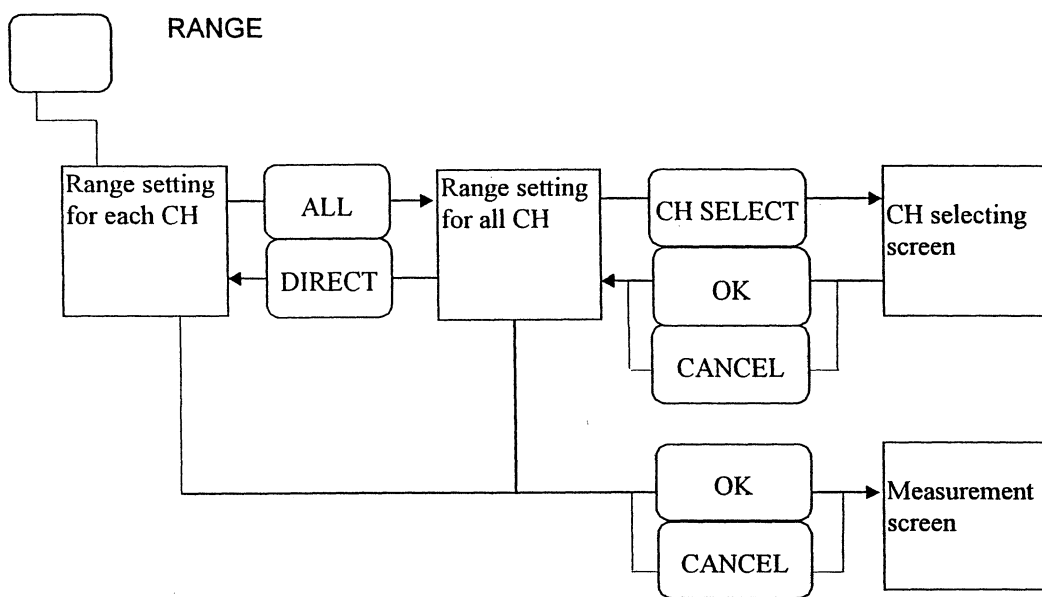 RANGE
Range setting
for each CH
ALL
DIRECT
Range setting
for all CH
CH SELECT
OK
CANCEL
CH selecting
screen
OK
CANCEL
Measurement
screen